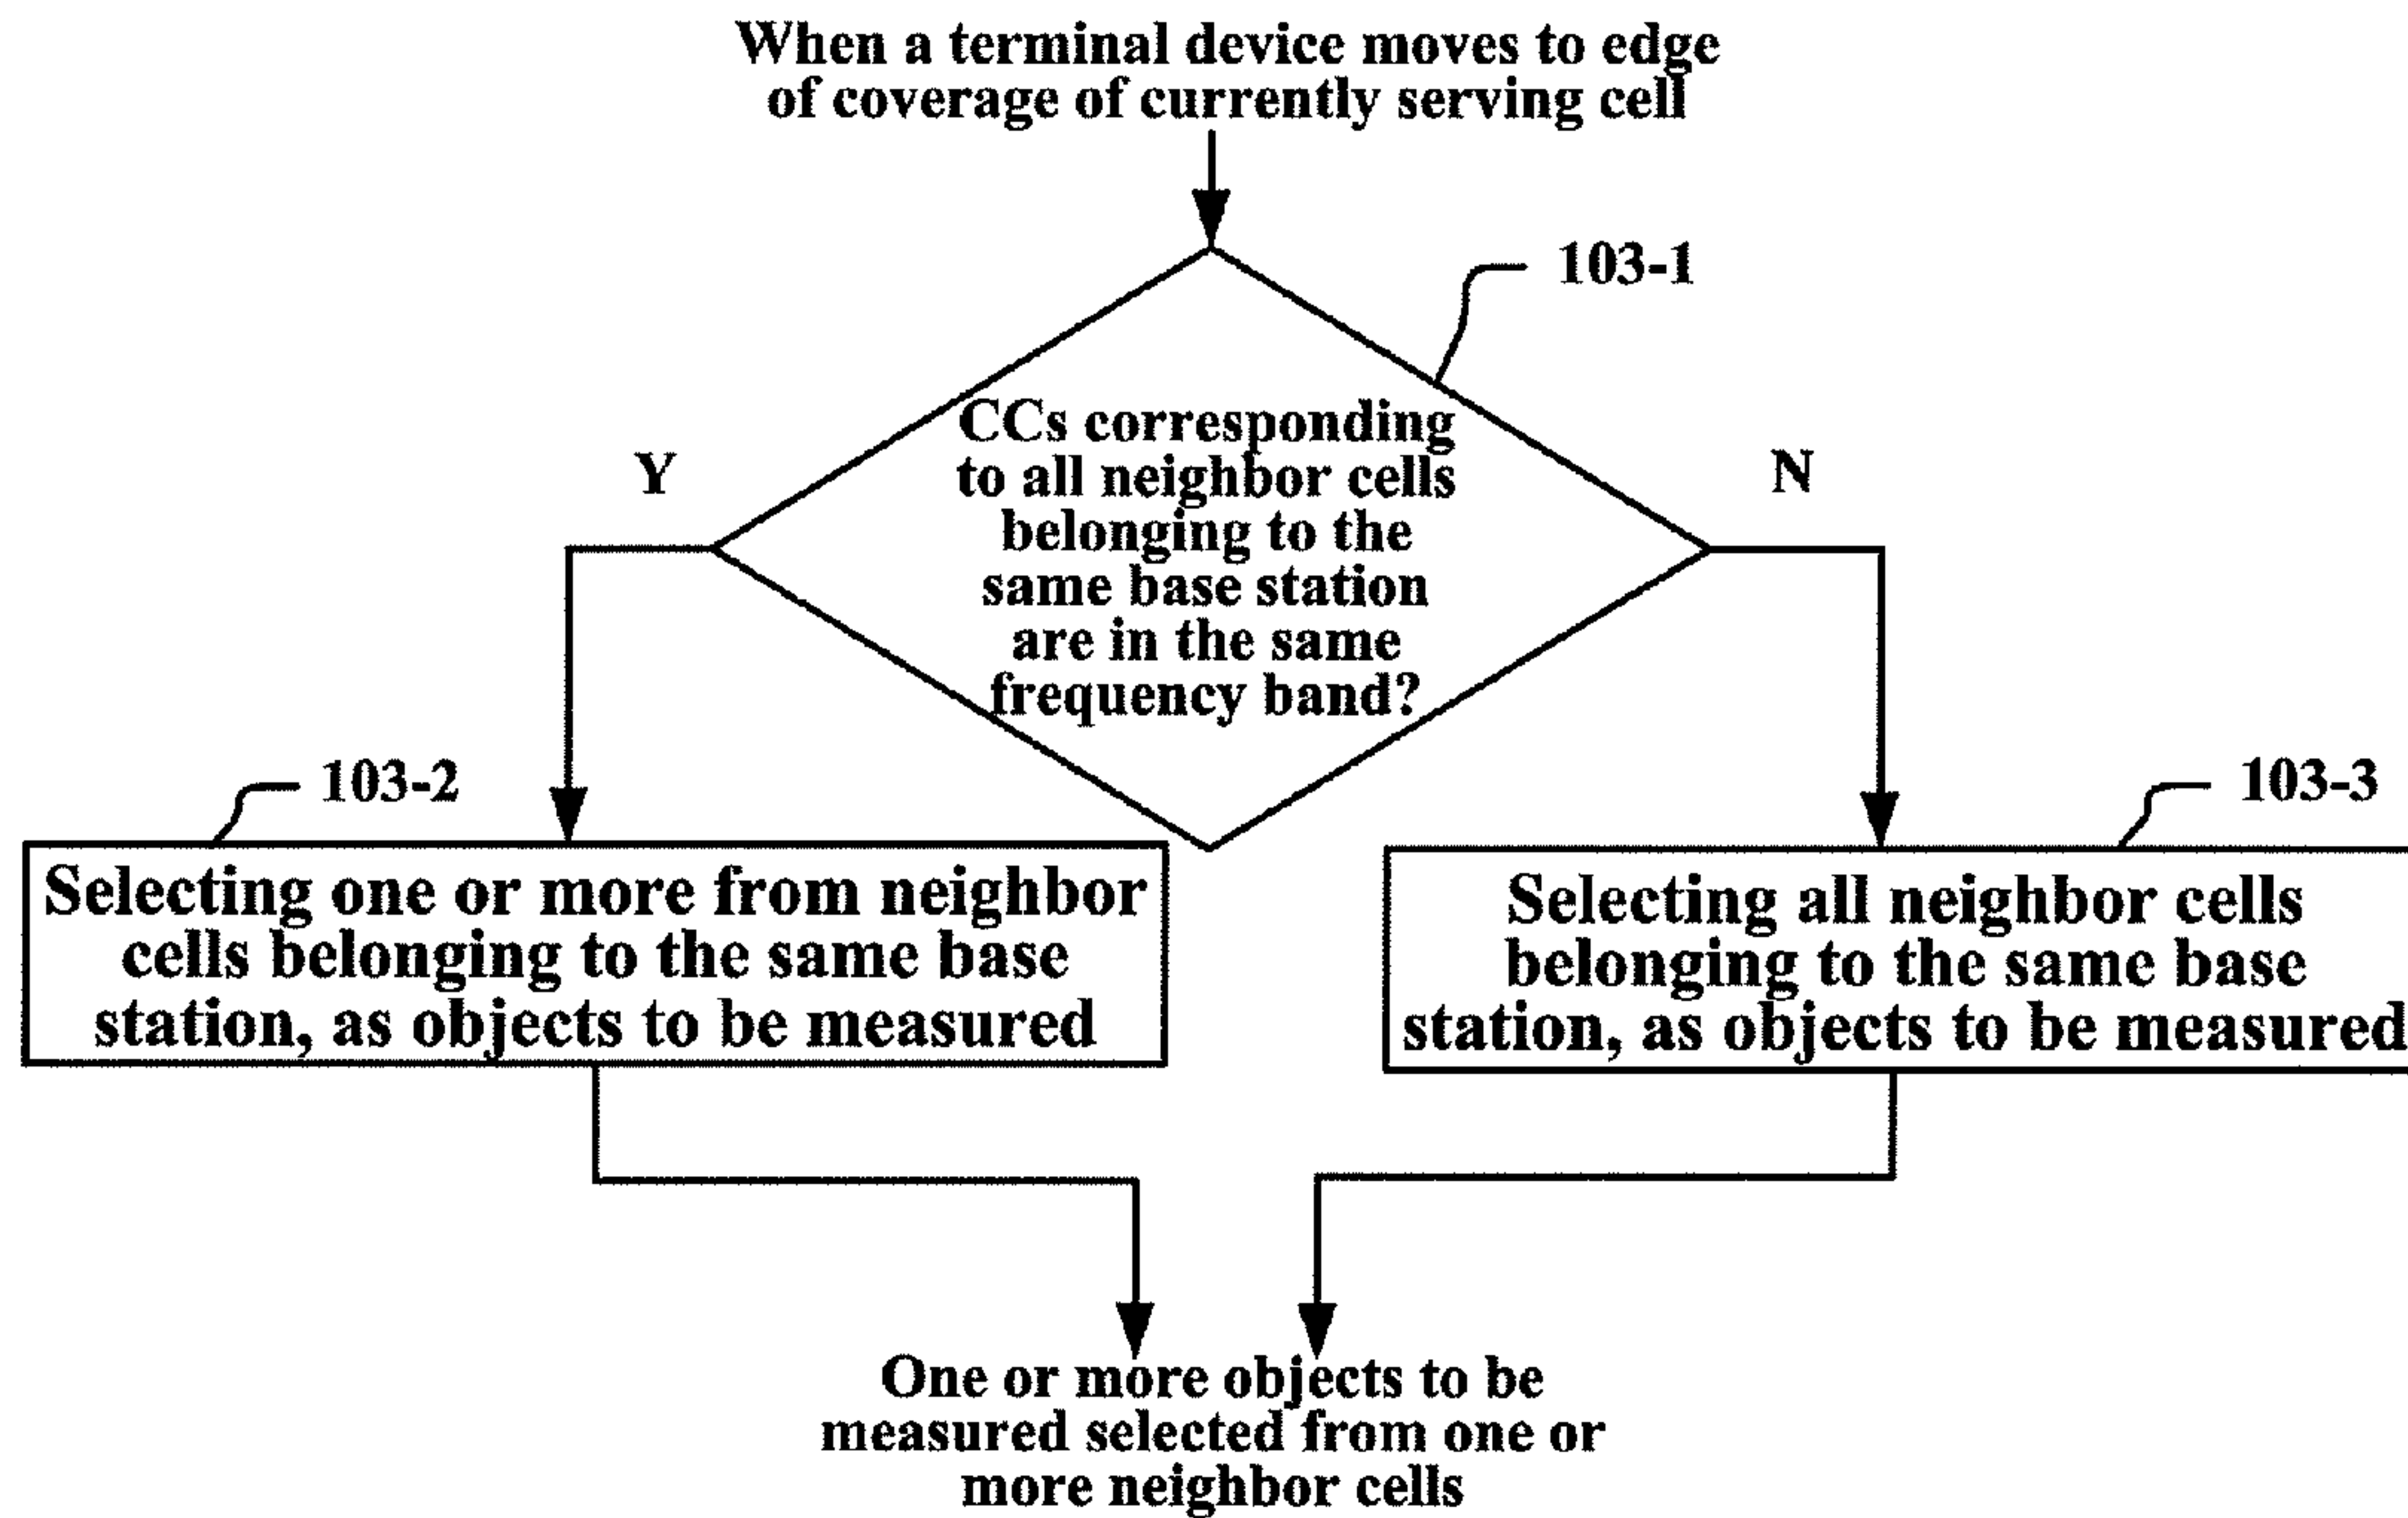 When a terminal device moves to edge
of coverage of currently serving cell
103-1
CCs corresponding
to all neighbor cells
belonging to the
same base station
are in the same
frequency band?
Y
N
103-2
Selecting one or more from neighbor
cells belonging to the same base
station, as objects to be measured
103-3
Selecting all neighbor cells
belonging to the same base
station, as objects to be measured
One or more objects to be
measured selected from one or
more neighbor cells